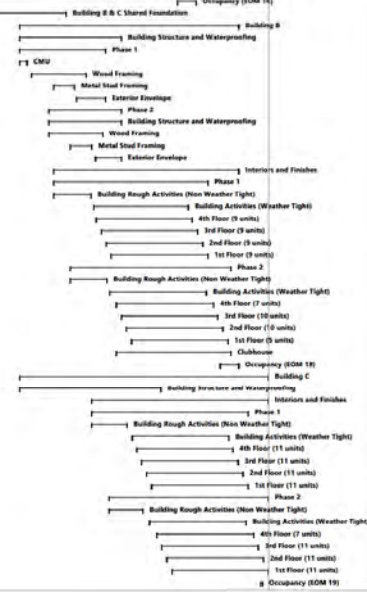 Occupancy (EOM 16)
Building B & C Shared Foundation
Building B
Building Structure and Waterproofing
Phase 1
CMU
Wood Framing
Metal Stud Framing
Exterior Envelope
Phase 2
Building Structure and Waterproofing
Wood Framing
Metal Stud Framing
Exterior Envelope
Interiors and Finishes
Phase 1
Building Rough Activities (Non Weather Tight)
Building Activities (Weather Tight)
4th Floor (9 units)
3rd Floor (9 units)
2nd Floor (9 units)
1st Floor (9 units)
Phase 2
Building Rough Activities (Non Weather Tight)
Building Activities (Weather Tight)
4th Floor (7 units)
3rd Floor (10 units)
2nd Floor (10 units)
1st Floor (5 units)
Clubhouse
Occupancy (EOM 18)
Building C
Building Structure and Waterproofing
Interiors and Finishes
Phase 1
Building Rough Activities (Non Weather Tight)
Building Activities (Weather Tight)
4th Floor (11 units)
3rd Floor (11 units)
2nd Floor (11 units)
1st Floor (11 units)
Phase 2
Building Rough Activities (Non Weather Tight)
Building Activities (Weather Tight)
4th Floor (7 units)
3rd Floor (11 units)
2nd Floor (11 units)
1st Floor (11 units)
Occupancy (EOM 19)